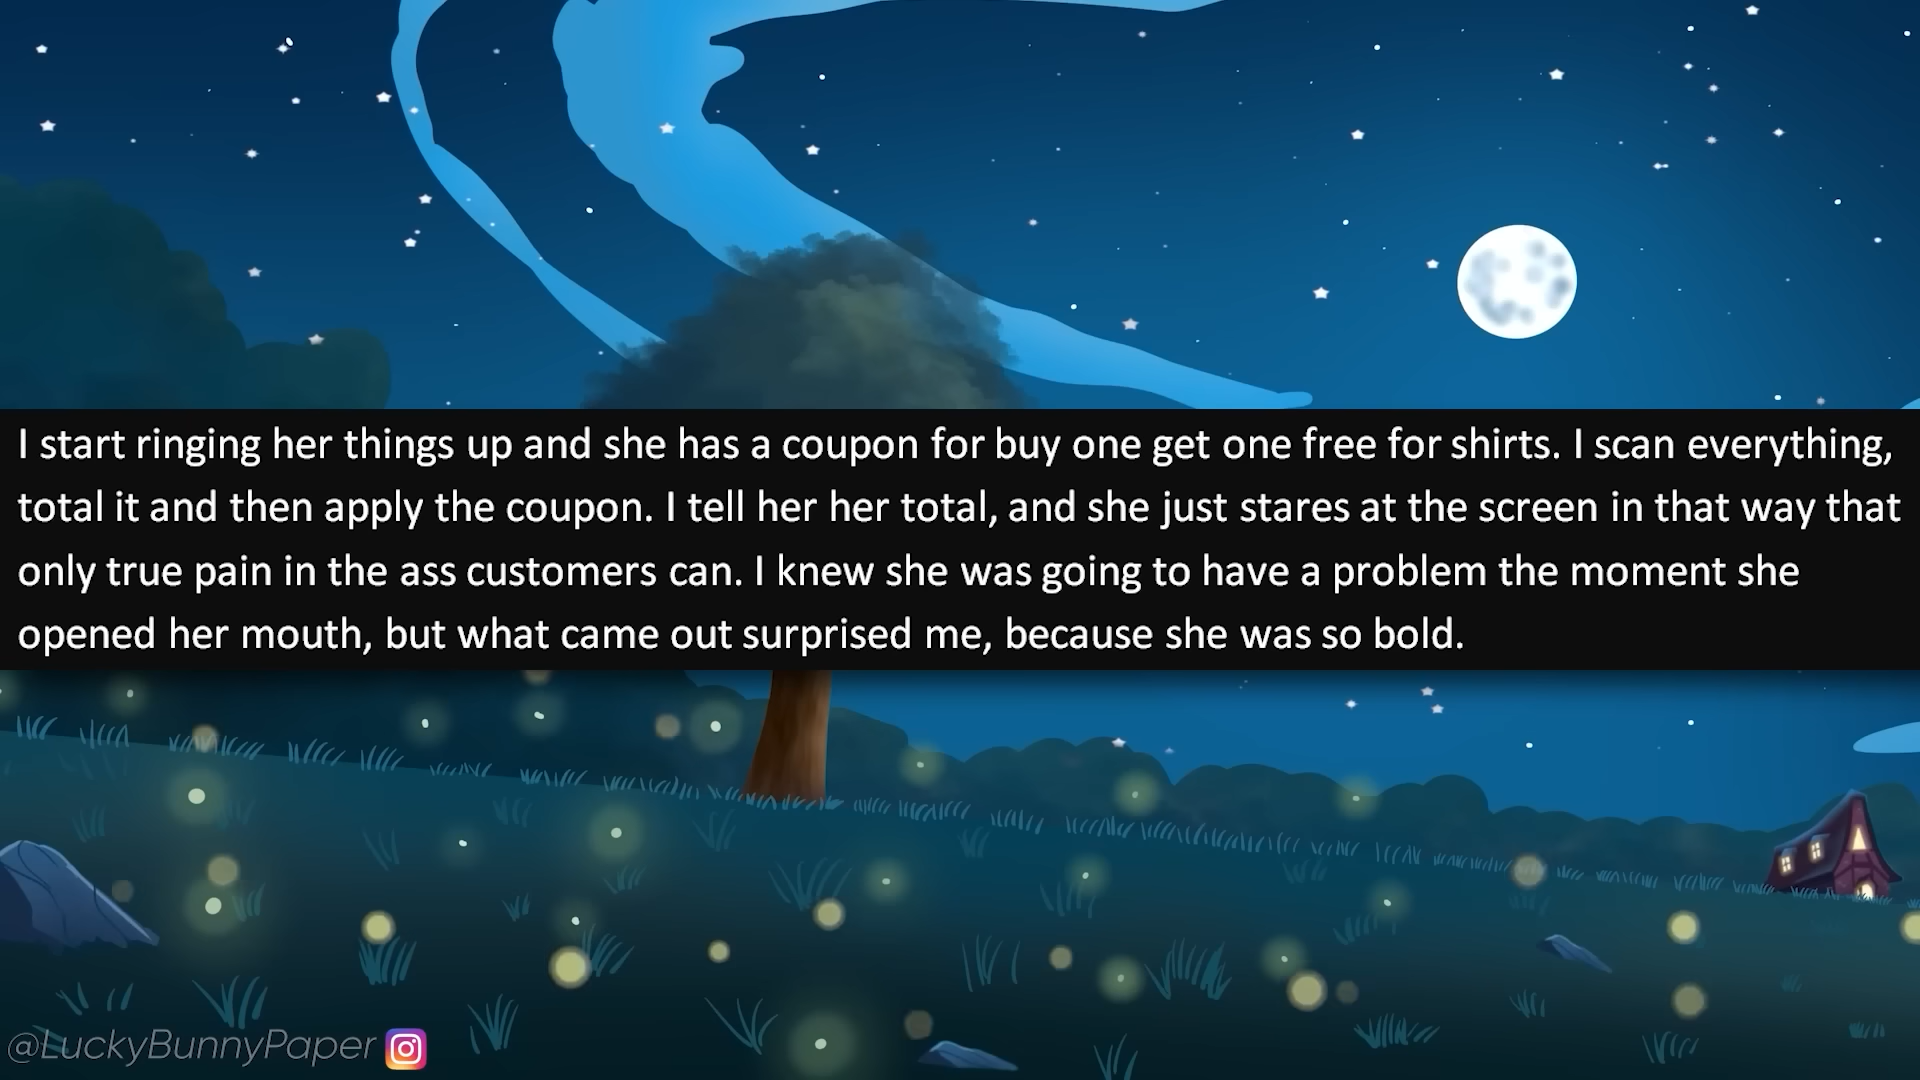 I start ringing her things up and she has a coupon for buy one get one free for shirts. I scan everything,
total it and then apply the coupon. I tell her her total, and she just stares at the screen in that way that
only true pain in the ass customers can. I knew she was going to have a problem the moment she
opened her mouth, but what came out surprised me, because she was so bold.
@LuckyBunnyPaper